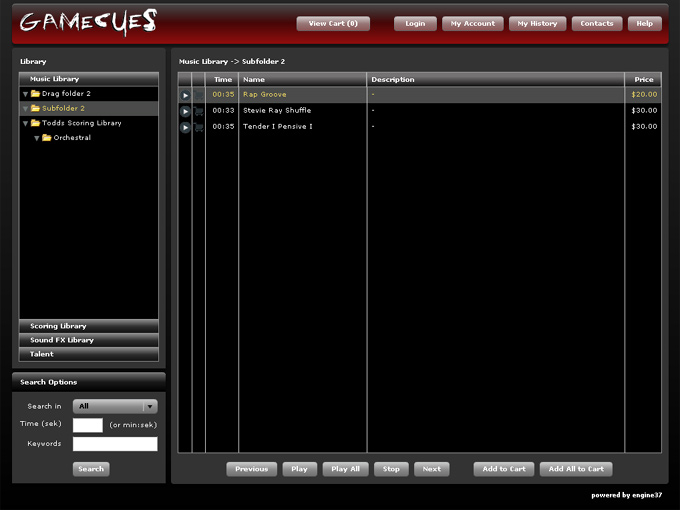 GAMECUES
View Cart (0) Login My Account My History Contacts Help
Library
Music Library
Drag folder 2
Subfolder 2
Todds Scoring Library
Orchestral
Scoring Library
Sound FX Library
Talent
Search Options
Search in All
Time (sek) (or min:sek)
Keywords
Search
Music Library -> Subfolder 2
Time Name Description Price
00:35 Rap Groove - $20.00
00:33 Stevie Ray Shuffle - $30.00
00:35 Tender I Pensive I - $30.00
Previous Play Play All Stop Next Add to Cart Add All to Cart
powered by engine37